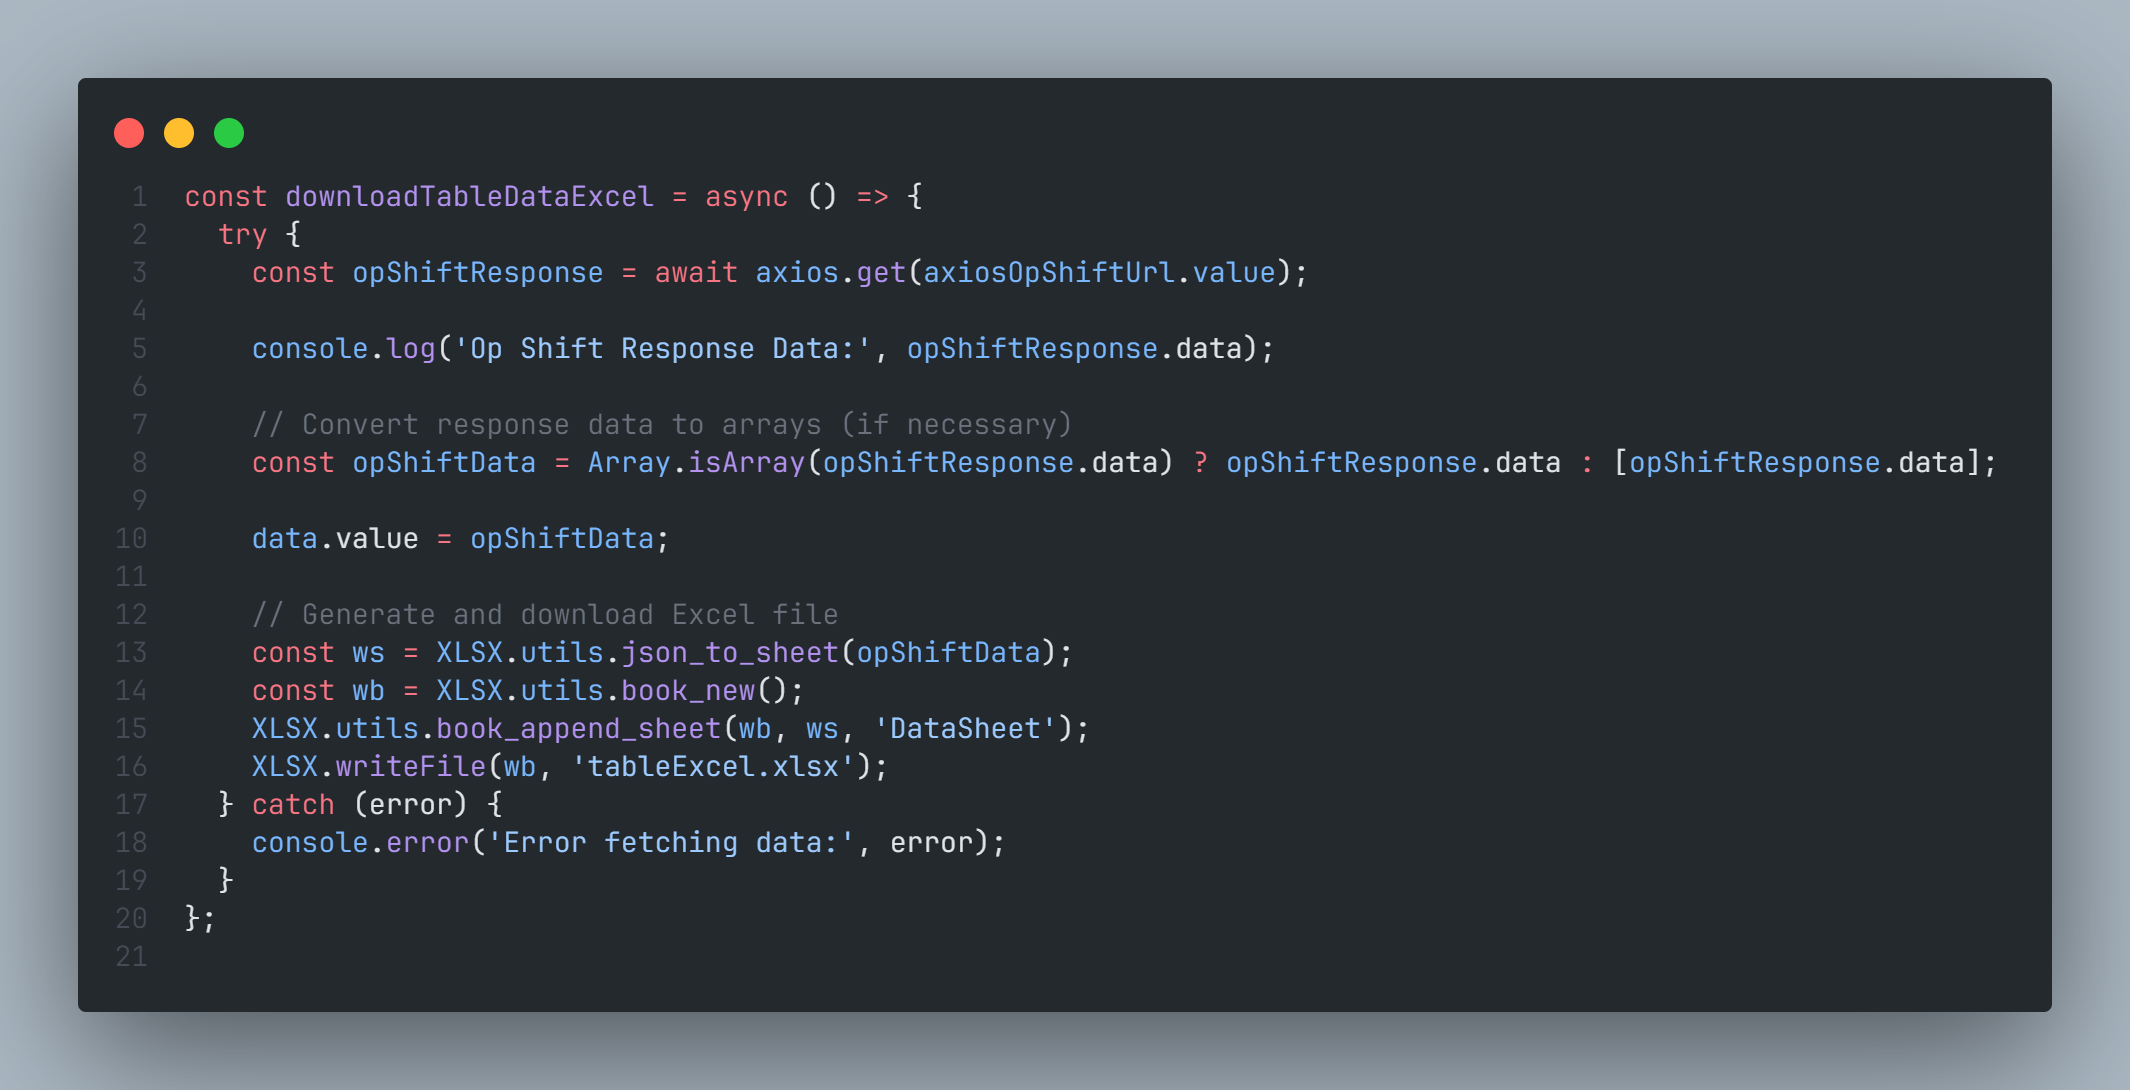 1 const downloadTableDataExcel = async () => {
2   try {
3     const opShiftResponse = await axios.get(axiosOpShiftUrl.value);
4
5     console.log('Op Shift Response Data:', opShiftResponse.data);
6
7     // Convert response data to arrays (if necessary)
8     const opShiftData = Array.isArray(opShiftResponse.data) ? opShiftResponse.data : [opShiftResponse.data];
9
10     data.value = opShiftData;
11
12     // Generate and download Excel file
13     const ws = XLSX.utils.json_to_sheet(opShiftData);
14     const wb = XLSX.utils.book_new();
15     XLSX.utils.book_append_sheet(wb, ws, 'DataSheet');
16     XLSX.writeFile(wb, 'tableExcel.xlsx');
17   } catch (error) {
18     console.error('Error fetching data:', error);
19   }
20 };
21